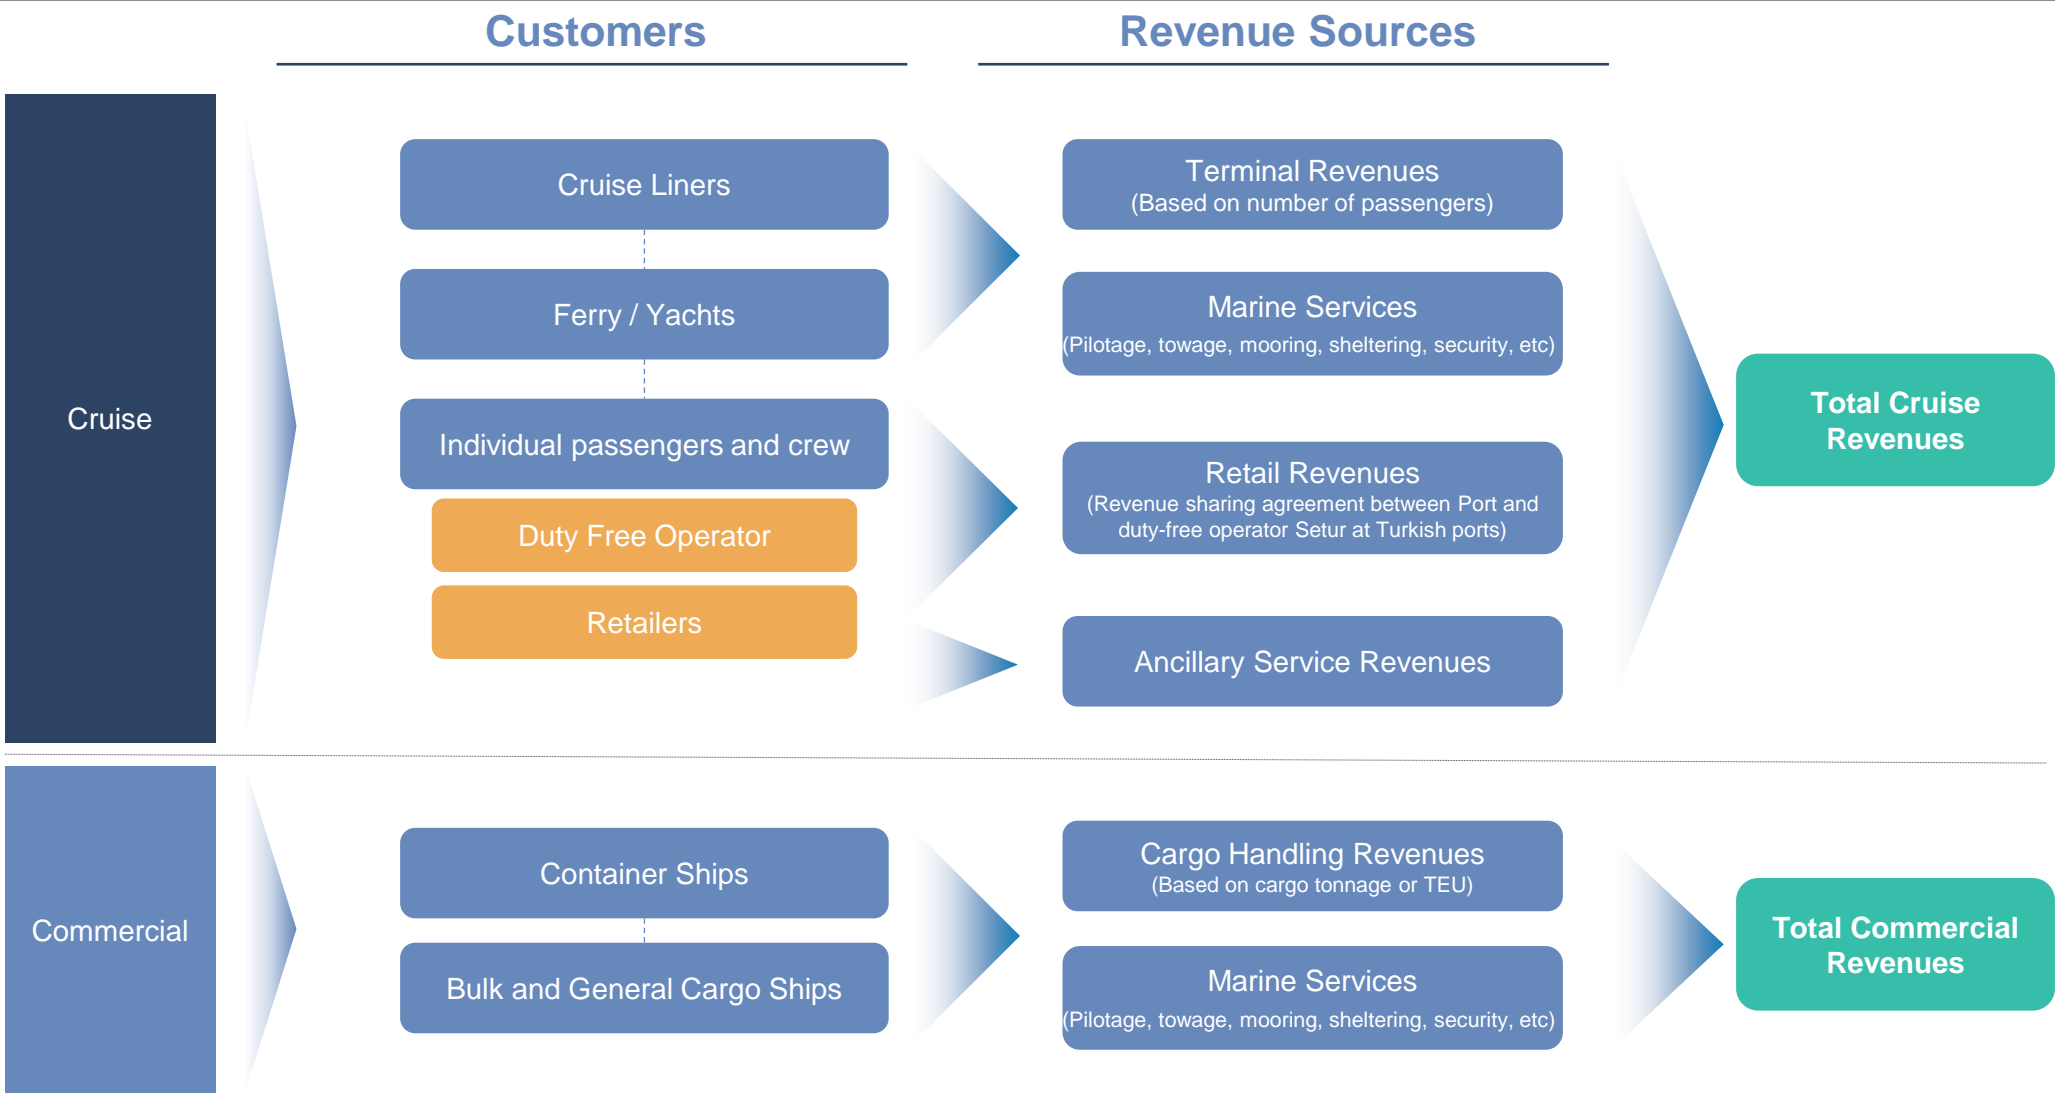 Customers
Revenue Sources
Cruise
Cruise Liners
Ferry / Yachts
Individual passengers and crew
Duty Free Operator
Retailers
Terminal Revenues
(Based on number of passengers)
Marine Services
(Pilotage, towage, mooring, sheltering, security, etc)
Retail Revenues
(Revenue sharing agreement between Port and
duty-free operator Setur at Turkish ports)
Ancillary Service Revenues
Total Cruise
Revenues
Commercial
Container Ships
Bulk and General Cargo Ships
Cargo Handling Revenues
(Based on cargo tonnage or TEU)
Marine Services
(Pilotage, towage, mooring, sheltering, security, etc)
Total Commercial
Revenues